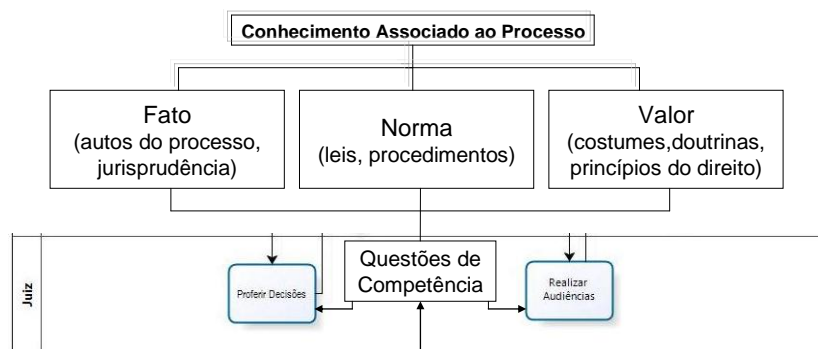 Conhecimento Associado ao Processo
Fato
(autos do processo,
jurisprudência)
Norma
(leis, procedimentos)
Valor
(costumes,doutrinas,
princípios do direito)
Juiz
Proferir Decisões
Questões de
Competência
Realizar
Audiências